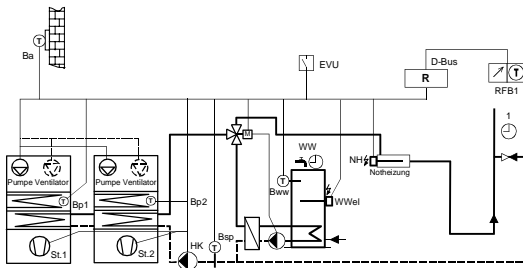 Ba
T
EVU
D-Bus
R
T
RFB1
1
M
WW
NH
Notheizung
T
Bww
WWel
Pumpe Ventilator
Pumpe Ventilator
T
Bp1
T
Bp2
St.1
St.2
HK
Bsp
T